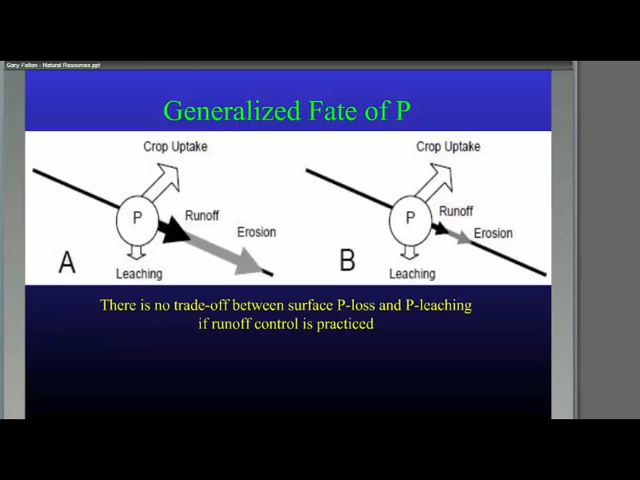 Gary Felton - Natural Resources.ppt
Generalized Fate of P
Crop Uptake
P
Runoff
Erosion
A
Leaching
Crop Uptake
P
Runoff
Erosion
B
Leaching
There is no trade-off between surface P-loss and P-leaching
if runoff control is practiced